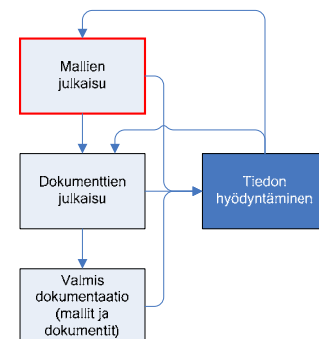 Mallien
julkaisu
Dokumenttien
julkaisu
Tiedon
hyödyntäminen
Valmis
dokumentaatio
(mallit ja
dokumentit)